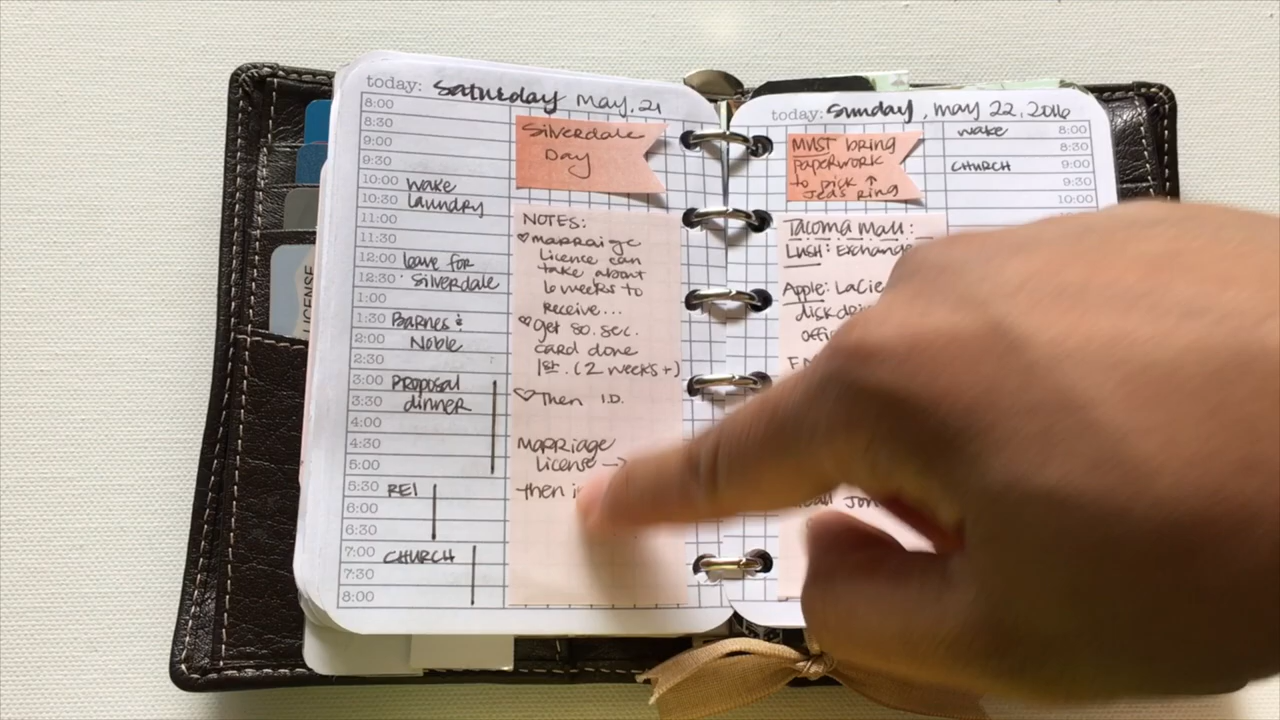 today: Saturday May, 21
8:00
8:30
9:00
9:30
10:00 wake
10:30 laundry
11:00
11:30
12:00 leave for
12:30 Silverdale
1:00
1:30 Barnes &
2:00 Noble
2:30
3:00 Proposal
3:30 dinner
4:00
4:30
5:00
5:30 REI
6:00
6:30
7:00 CHURCH
7:30
8:00
Silverdale
Day
NOTES:
♡ Marraige
Licence can
take about
6 weeks to
receive...
♡ get so. sec.
card done
1st. (2 weeks+)
♡ Then I.D.
Marriage
License →
then
LICENSE
today: Sunday, May 22, 2016
MUST bring
paperwork
to pick ↑
Jed's ring
Tacoma Mall:
LUSH: Exchange
Apple: LaCie
wake 8:00
8:30
CHURCH 9:00
9:30
10:00